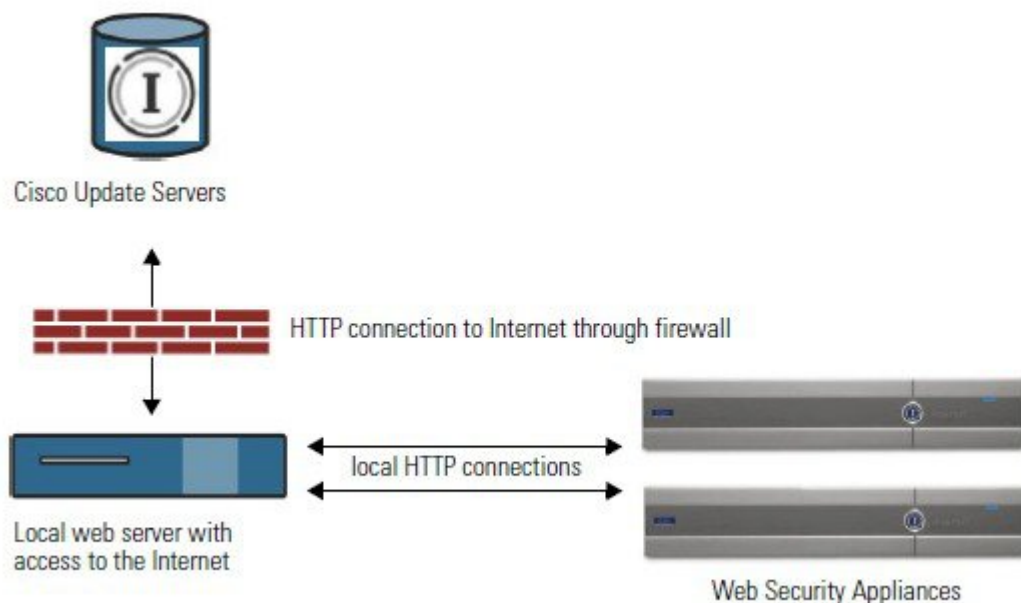 I
Cisco Update Servers
HTTP connection to Internet through firewall
local HTTP connections
Local web server with
access to the Internet
Web Security Appliances